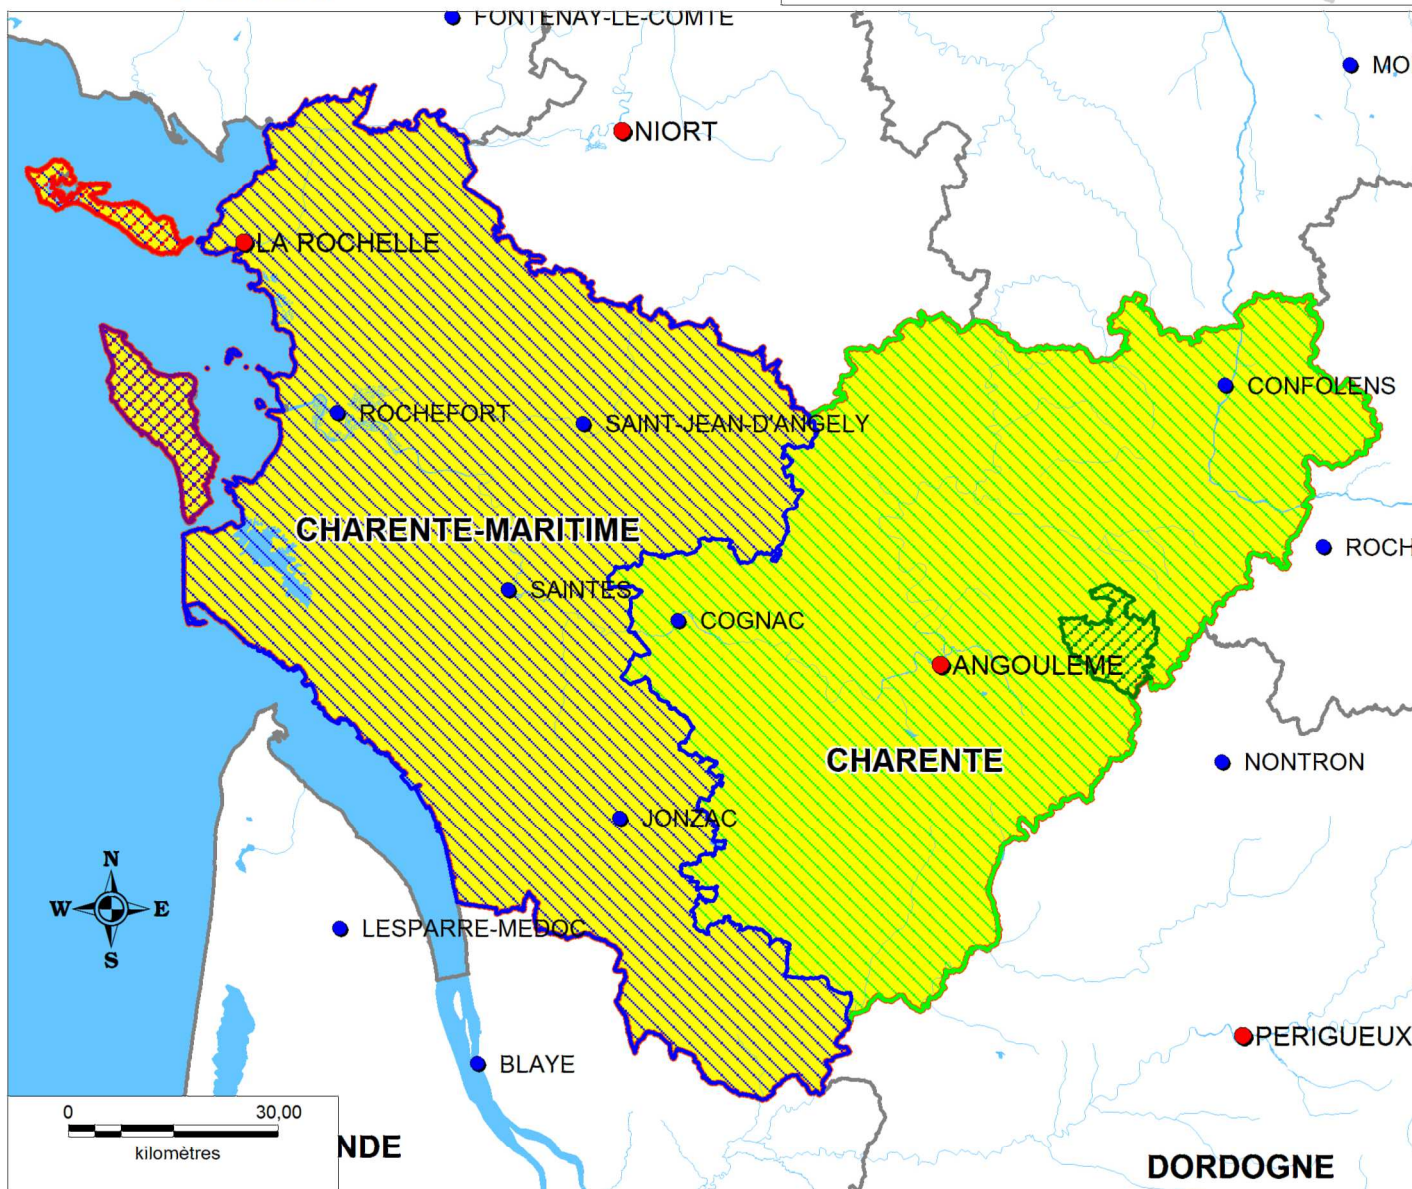 FONTENAY-LE-COMTE
MO
NIORT
LA ROCHELLE
CONFOLENS
ROCHEFORT
SAINT-JEAN-D'ANGELY
CHARENTE-MARITIME
ROCH
SAINTES
COGNAC
ANGOULEME
CHARENTE
NONTRON
JONZAC
N
W E
S
LESPARRE-MEDOC
PERIGUEUX
BLAYE
0 30,00
kilomètres
NDE
DORDOGNE